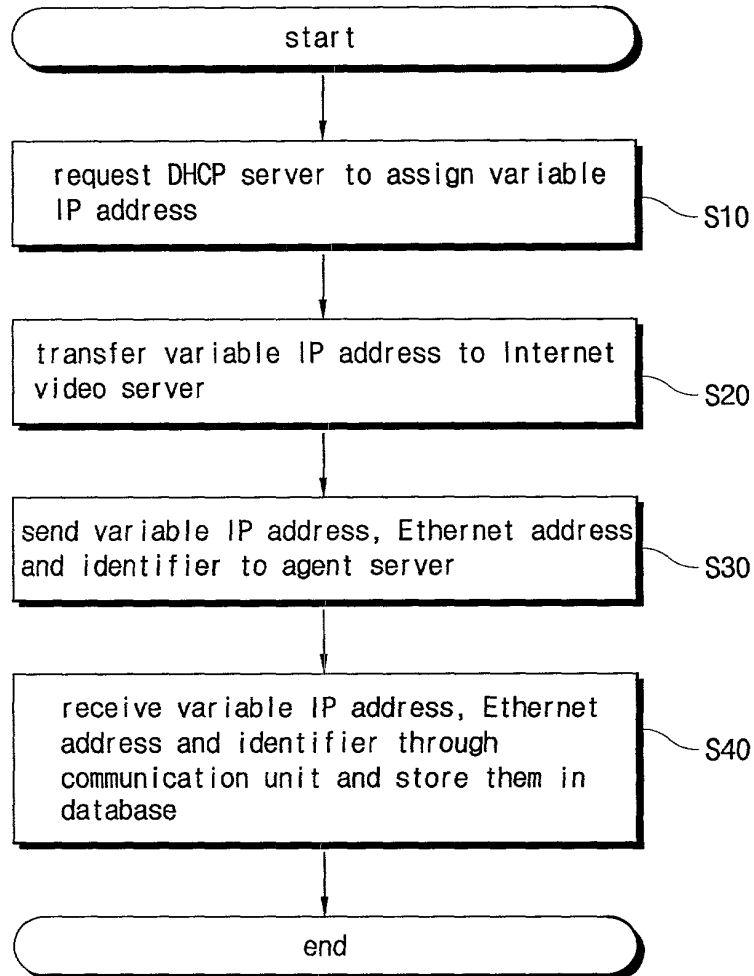 start
request DHCP server to assign variable
IP address
S10
transfer variable IP address to Internet
video server
S20
send variable IP address, Ethernet address
and identifier to agent server
S30
receive variable IP address, Ethernet
address and identifier through
communication unit and store them in
database
S40
end